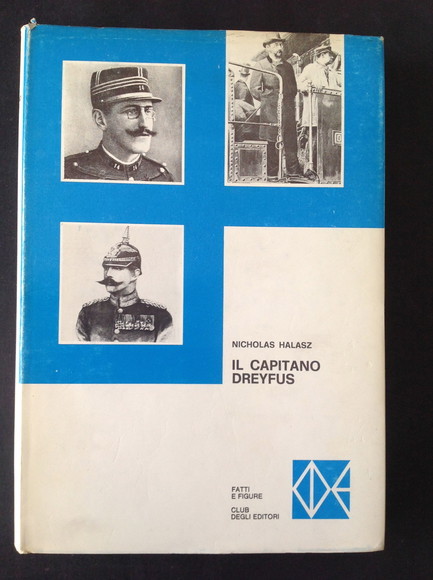 NICHOLAS HALASZ
IL CAPITANO
DREYFUS
FATTI
E FIGURE
CLUB
DEGLI EDITORI